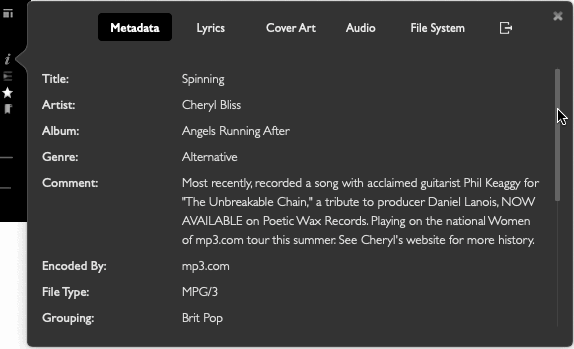 Metadata Lyrics Cover Art Audio File System
Title: Spinning
Artist: Cheryl Bliss
Album: Angels Running After
Genre: Alternative
Comment: Most recently, recorded a song with acclaimed guitarist Phil Keaggy for
"The Unbreakable Chain," a tribute to producer Daniel Lanois, NOW
AVAILABLE on Poetic Wax Records. Playing on the national Women
of mp3.com tour this summer. See Cheryl's website for more history.
Encoded By: mp3.com
File Type: MPG/3
Grouping: Brit Pop